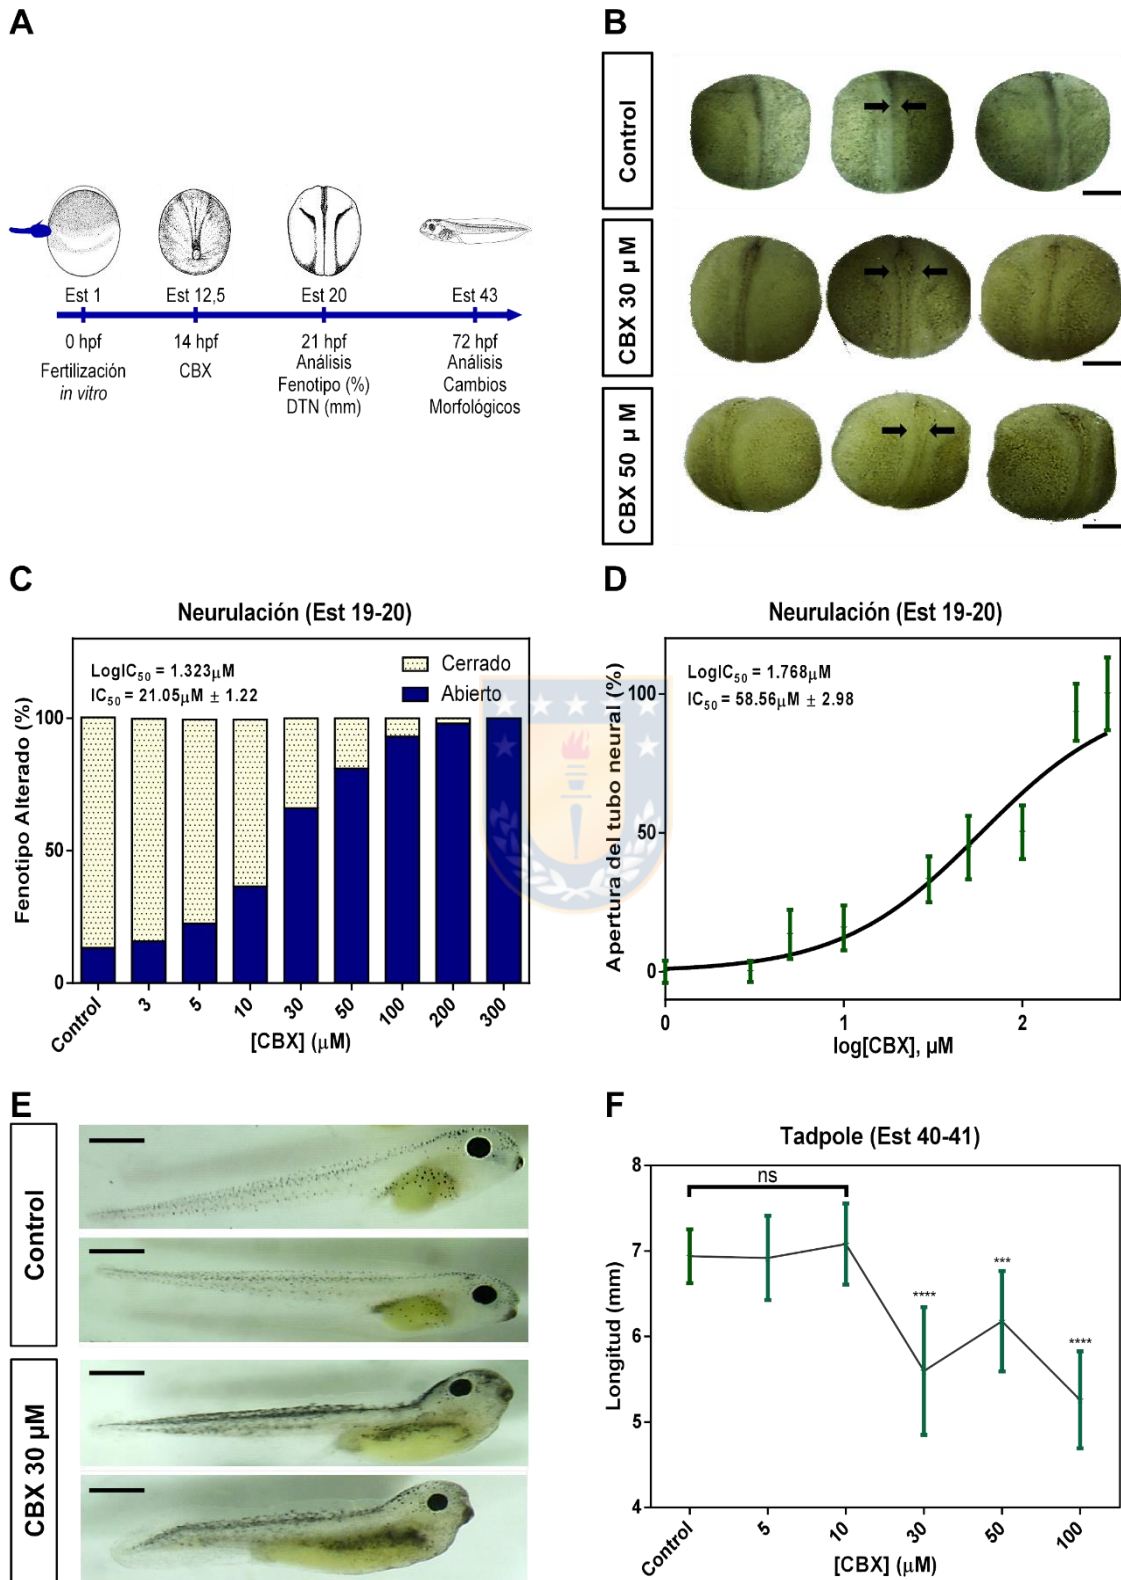 A
Est 1
Est 12,5
Est 20
Est 43
0 hpf
14 hpf
21 hpf
72 hpf
Fertilización
in vitro
CBX
Análisis
Fenotipo (%)
DTN (mm)
Análisis
Cambios
Morfológicos
B
Control
CBX 30 µM
CBX 50 µM
C
Neurulación (Est 19-20)
LogIC50 = 1.323µM
IC50 = 21.05µM ± 1.22
Cerrado
Abierto
Fenotipo Alterado (%)
100
50
0
Control
3
5
10
30
50
100
200
300
[CBX] (µM)
D
Neurulación (Est 19-20)
LogIC50 = 1.768µM
IC50 = 58.56µM ± 2.98
Apertura del tubo neural (%)
100
50
0
0
1
2
log[CBX], µM
E
Control
CBX 30 µM
F
Tadpole (Est 40-41)
ns
****
***
****
Longitud (mm)
8
7
6
5
4
Control
5
10
30
50
100
[CBX] (µM)